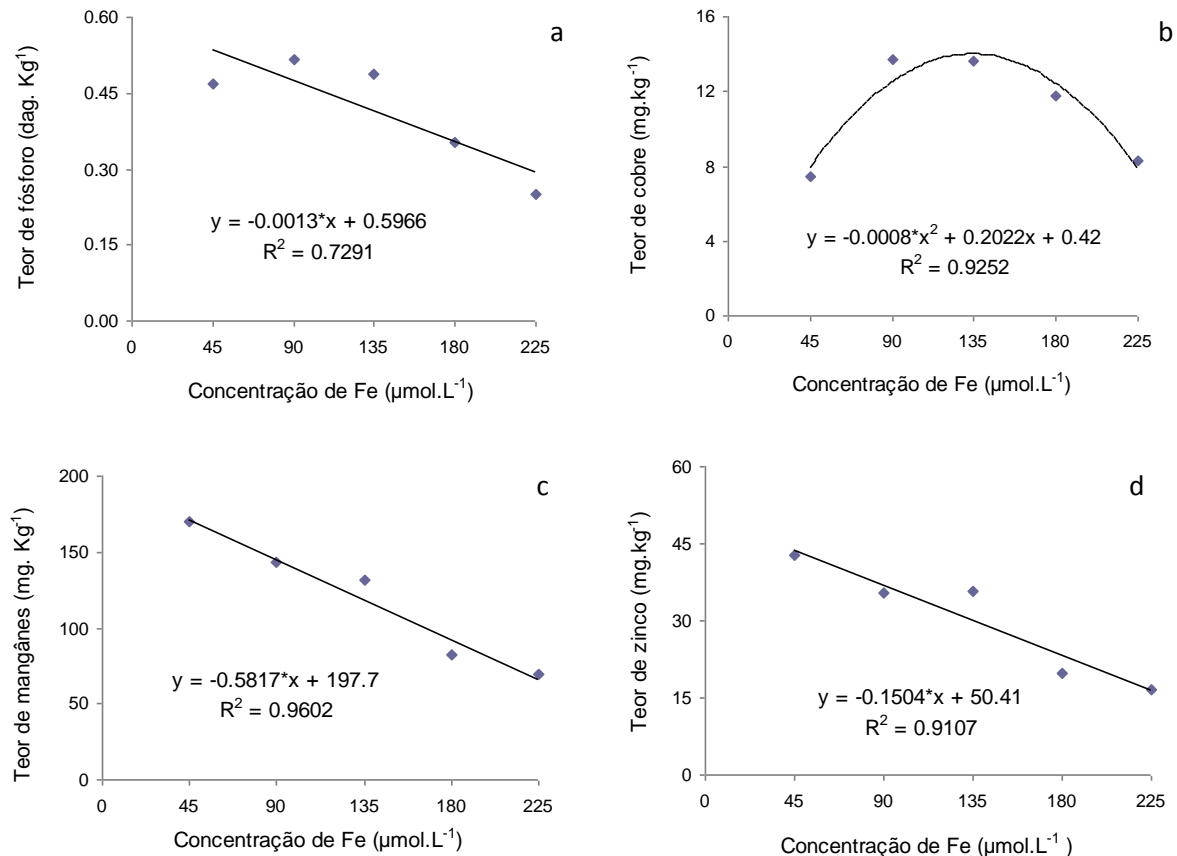 a
Teor de fósforo (dag. Kg⁻¹)
0.60
0.45
0.30
0.15
0.00
y = -0.0013*x + 0.5966
R² = 0.7291
0 45 90 135 180 225
Concentração de Fe (µmol.L⁻¹)
b
Teor de cobre (mg.kg⁻¹)
16
12
8
4
0
y = -0.0008*x² + 0.2022x + 0.42
R² = 0.9252
0 45 90 135 180 225
Concentração de Fe (µmol.L⁻¹)
c
Teor de mangânes (mg. Kg⁻¹)
200
150
100
50
0
y = -0.5817*x + 197.7
R² = 0.9602
0 45 90 135 180 225
Concentração de Fe (µmol.L⁻¹)
d
Teor de zinco (mg.kg⁻¹)
60
45
30
15
0
y = -0.1504*x + 50.41
R² = 0.9107
0 45 90 135 180 225
Concentração de Fe (µmol.L⁻¹ )